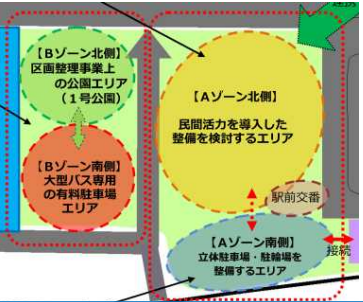 【Bゾーン北側】
区画整理事業上
の公園エリア
（１号公園）
【Aゾーン北側】
民間活力を導入した
整備を検討するエリア
【Bゾーン南側】
大型バス専用
の有料駐車場
エリア
駅前交番
【Aゾーン南側】
立体駐車場・駐輪場を
整備するエリア
接続